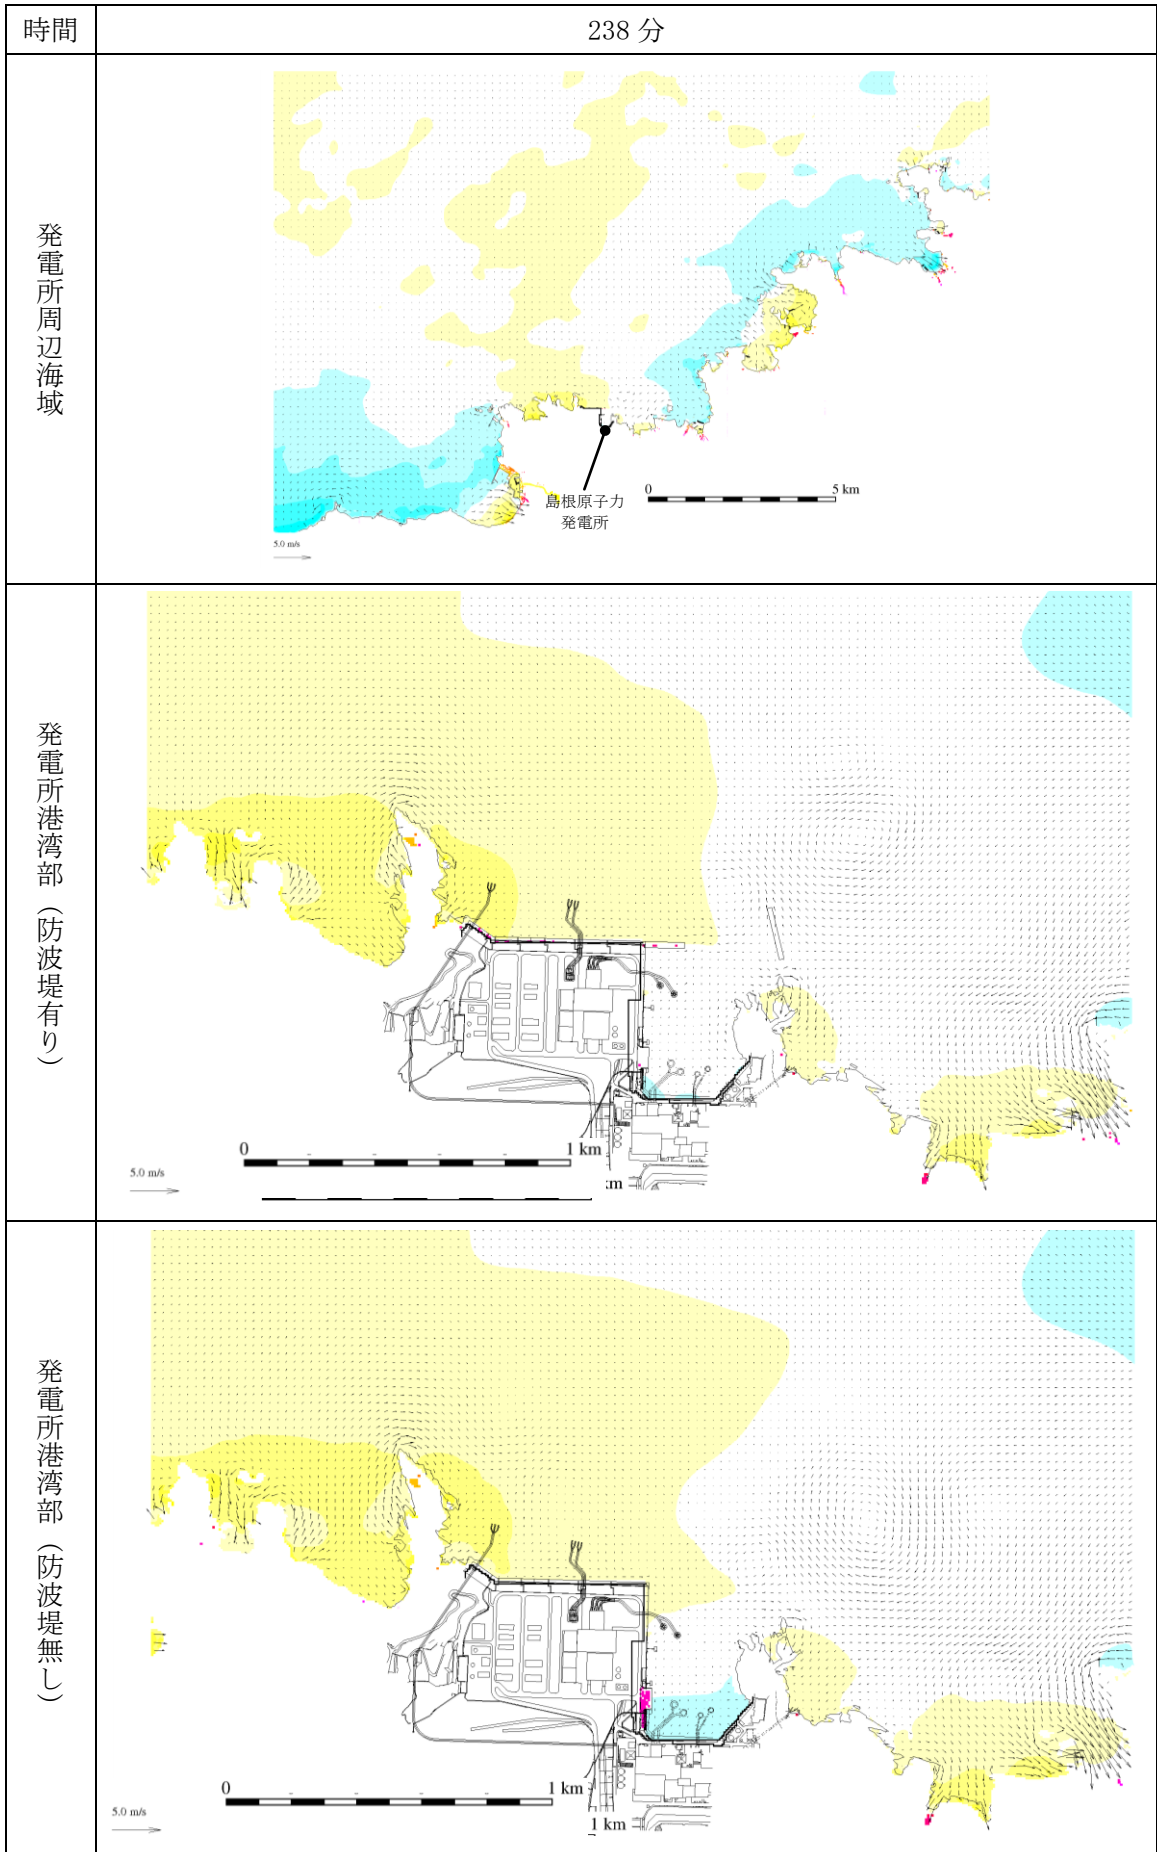 時間
238 分
発電所周辺海域
島根原子力
発電所
0
5 km
5.0 m/s
発電所港湾部（防波堤有り）
0
1 km
km
5.0 m/s
発電所港湾部（防波堤無し）
0
1 km
1 km
5.0 m/s